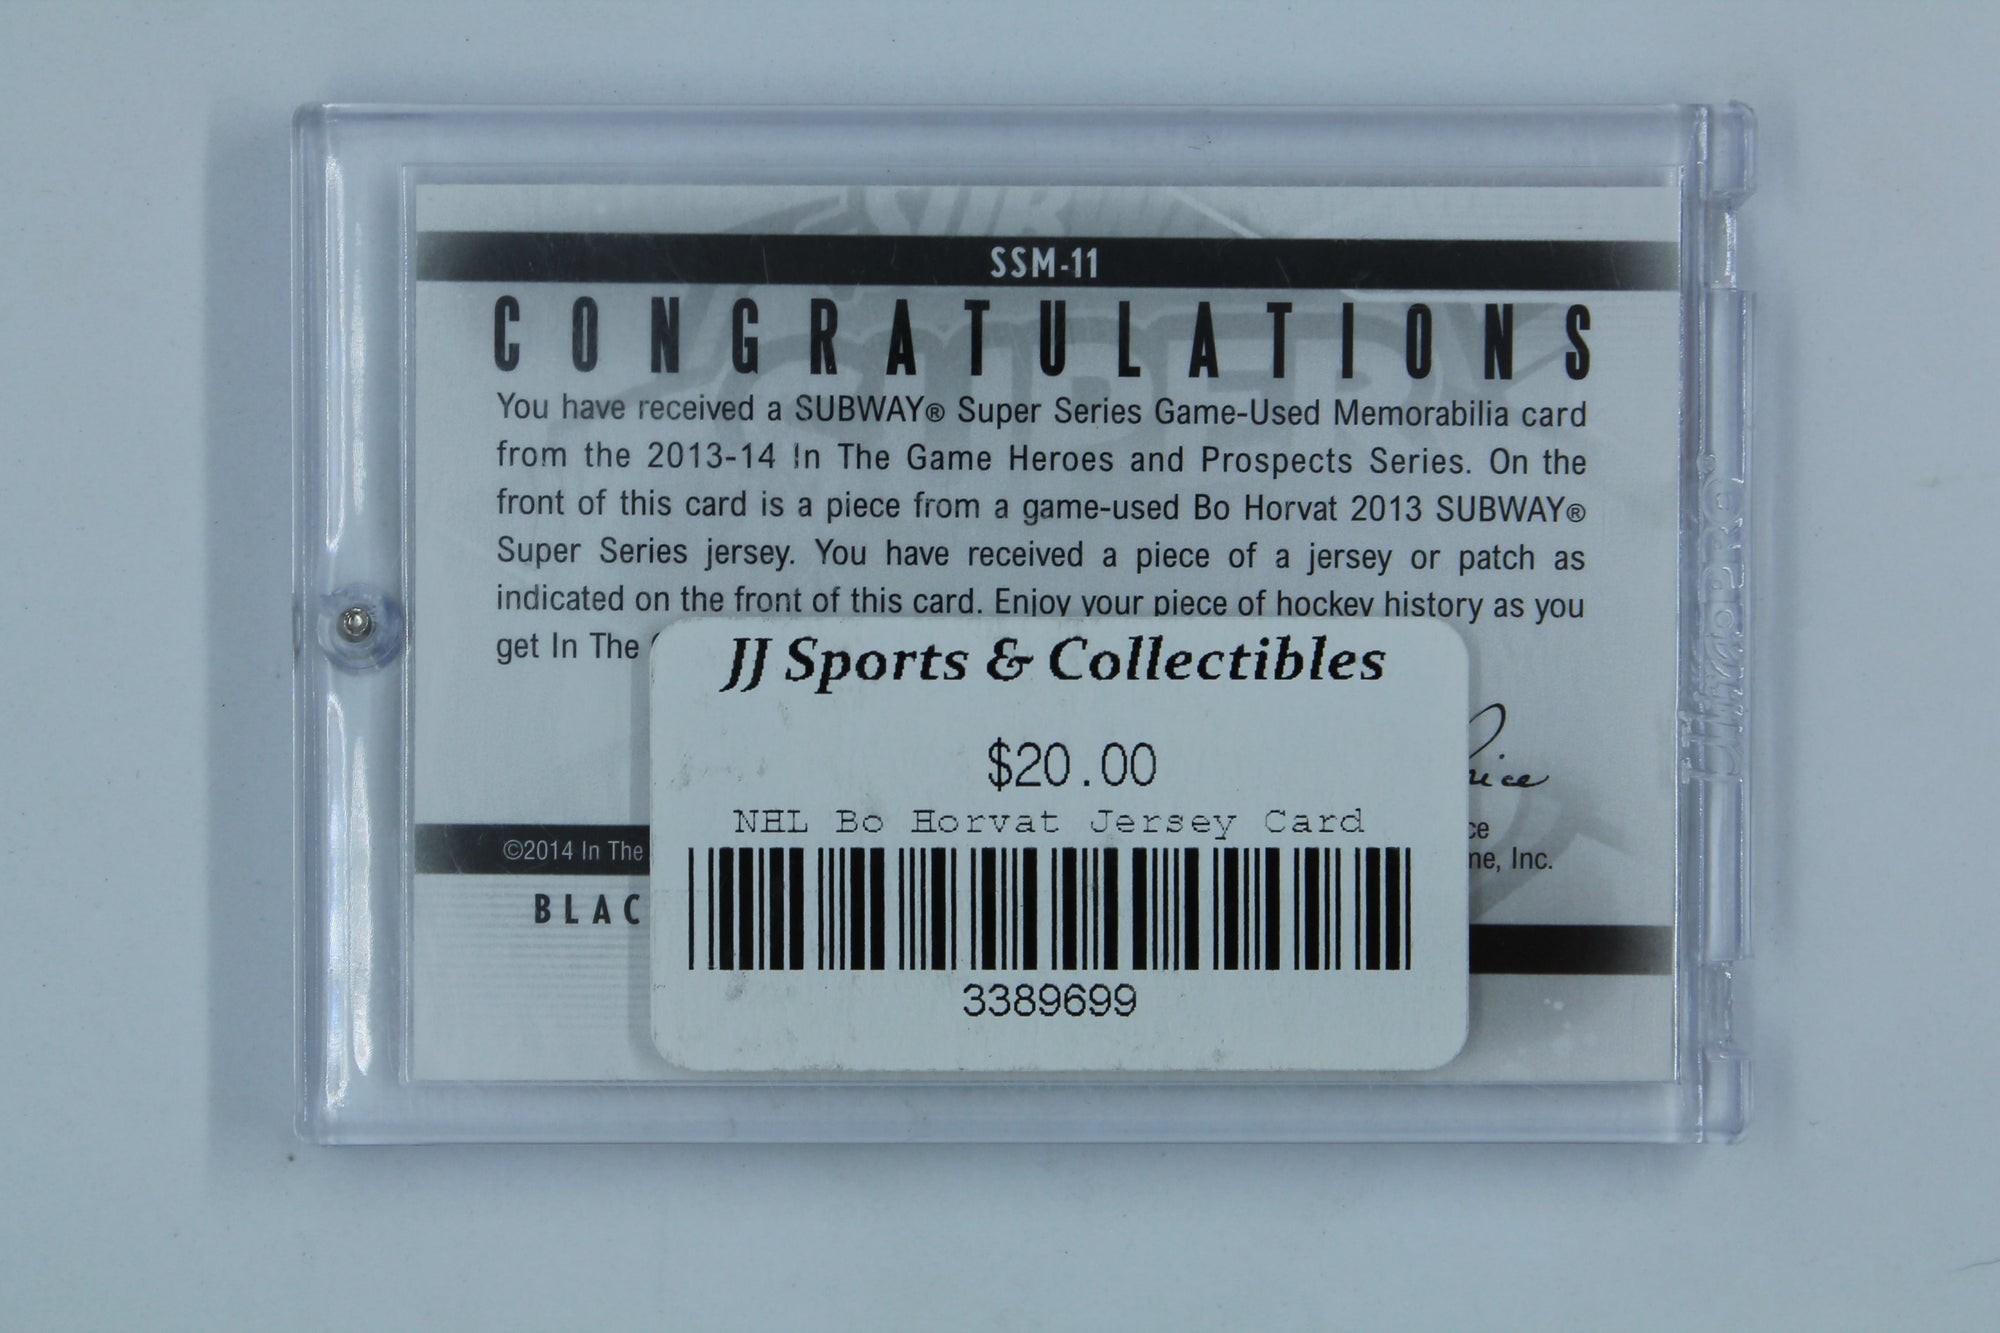 SSM-11
CONGRATULATIONS
You have received a SUBWAY® Super Series Game-Used Memorabilia card
from the 2013-14 In The Game Heroes and Prospects Series. On the
front of this card is a piece from a game-used Bo Horvat 2013 SUBWAY®
Super Series jersey. You have received a piece of a jersey or patch as
indicated on the front of this card. Enjoy your piece of hockey history as you
get In The
JJ Sports & Collectibles
$20.00
NHL Bo Horvat Jersey Card
3389699
©2014 In The
BLAC
ce
ne, Inc.
Ultra PRO